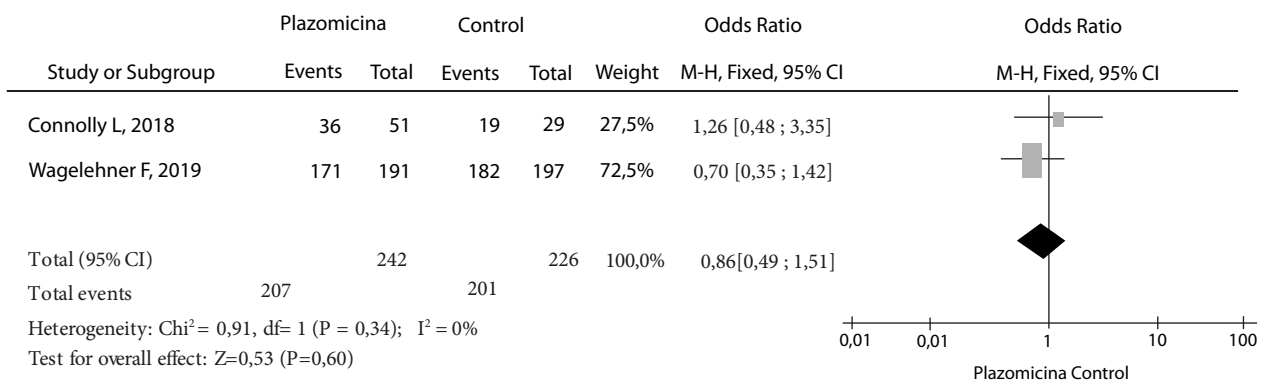 Plazomicina Control Odds Ratio Odds Ratio
Study or Subgroup Events Total Events Total Weight M-H, Fixed, 95% CI M-H, Fixed, 95% CI
Connolly L, 2018 36 51 19 29 27,5% 1,26 [0,48 ; 3,35]
Wagelehner F, 2019 171 191 182 197 72,5% 0,70 [0,35 ; 1,42]
Total (95% CI) 242 226 100,0% 0,86[0,49 ; 1,51]
Total events 207 201
Heterogeneity: Chi²= 0,91, df= 1 (P = 0,34); I² = 0%
Test for overall effect: Z=0,53 (P=0,60)
0,01 0,01 1 10 100
Plazomicina Control